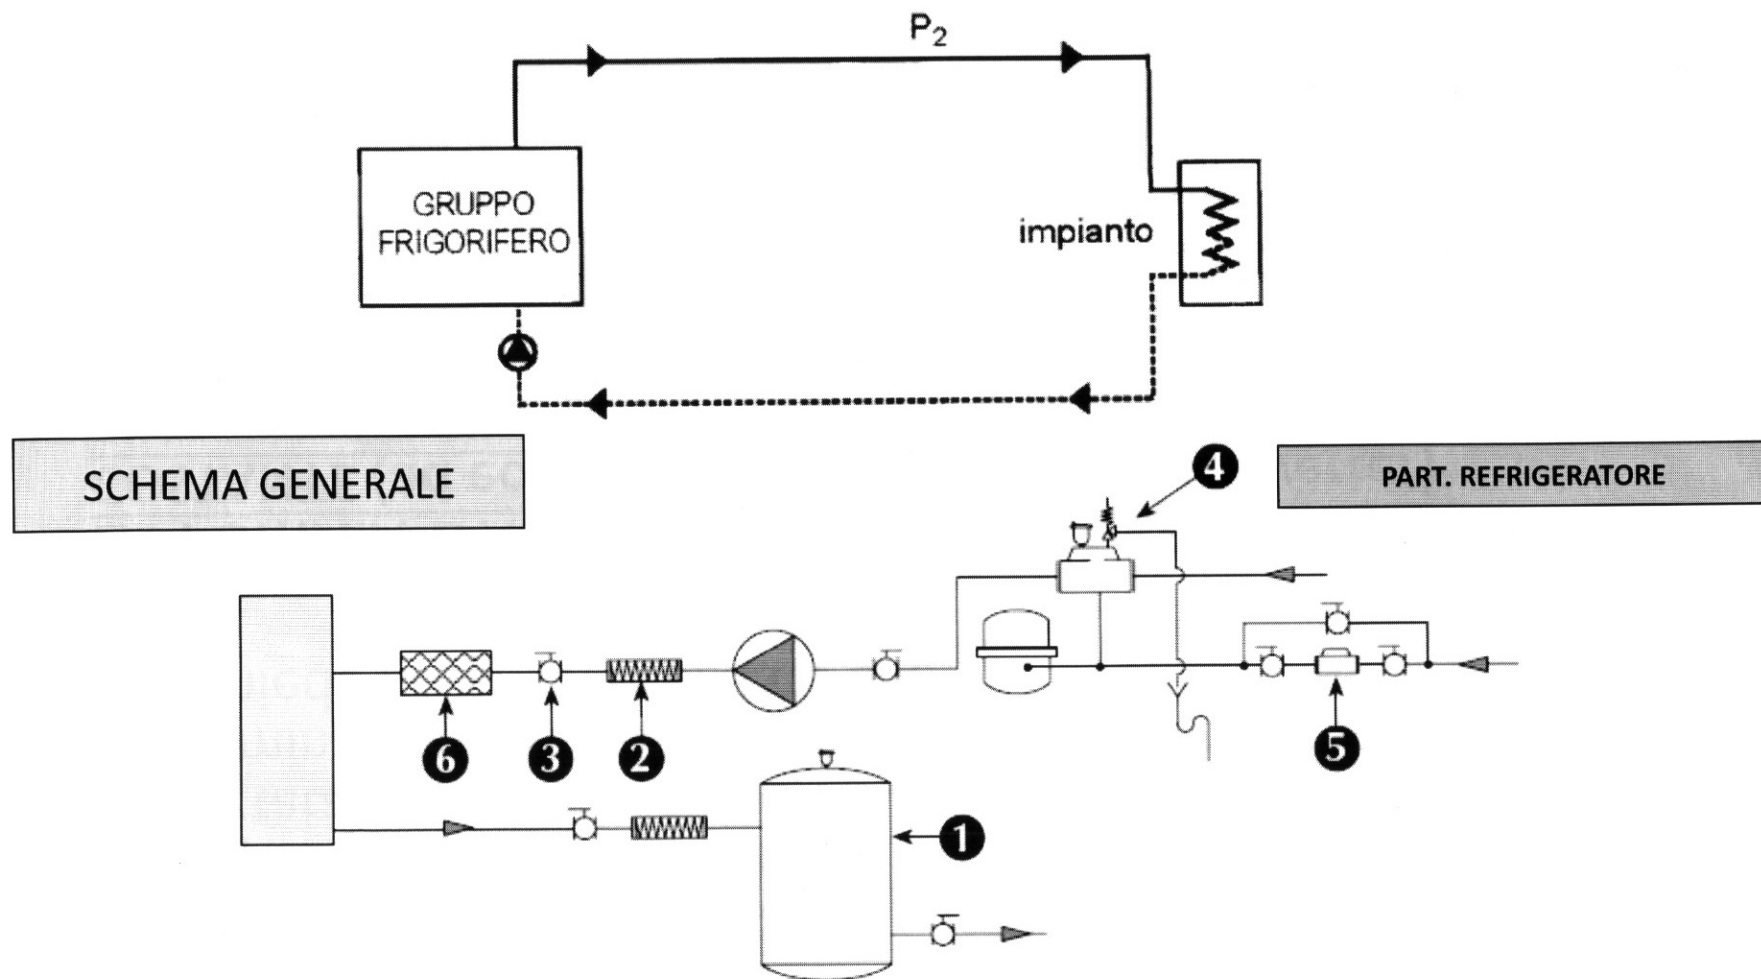 P2
GRUPPO
FRIGORIFERO
impianto
SCHEMA GENERALE
PART. REFRIGERATORE
4
6
3
2
5
1